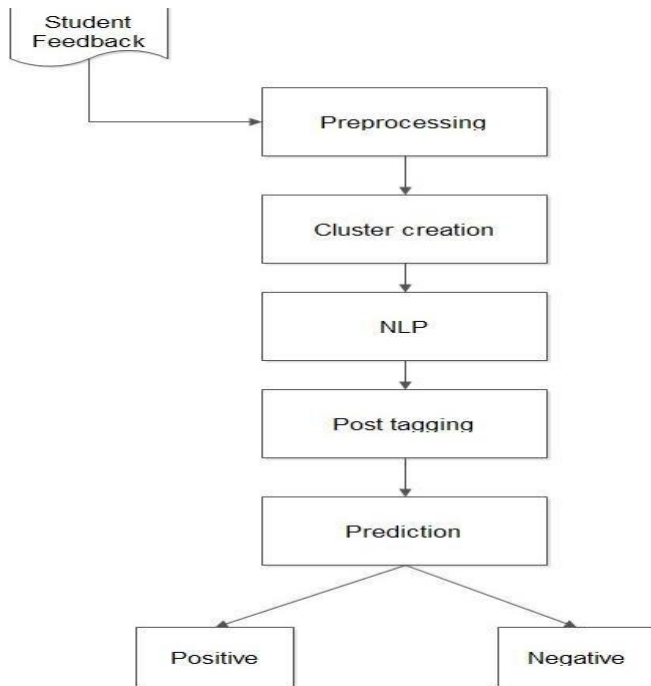 Student
Feedback
Preprocessing
Cluster creation
NLP
Post tagging
Prediction
Positive
Negative